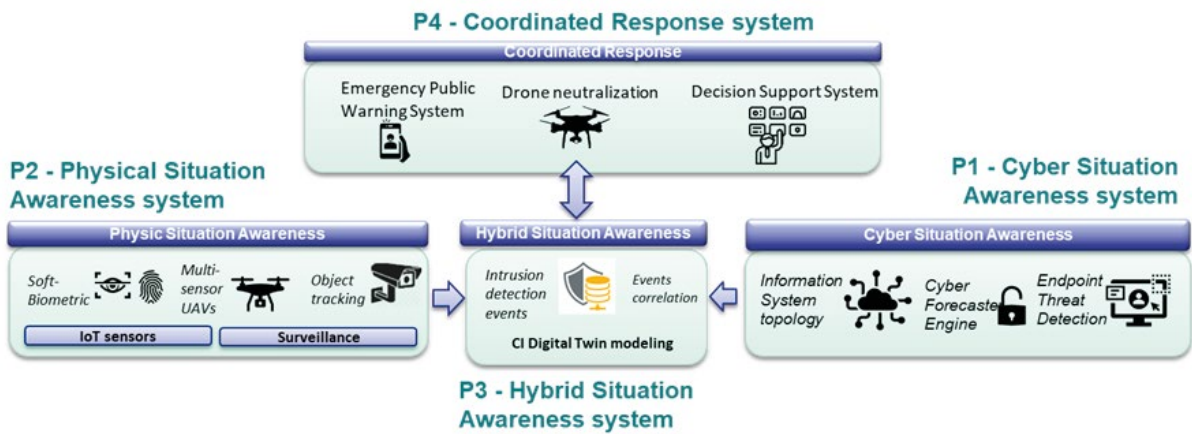 P4 - Coordinated Response system
Coordinated Response
Emergency Public
Warning System
Drone neutralization
Decision Support System
P2 - Physical Situation
Awareness system
Physic Situation Awareness
Soft-
Biometric
Multi-
sensor
UAVs
Object
tracking
IoT sensors
Surveillance
Hybrid Situation Awareness
Intrusion
detection
events
Events
correlation
CI Digital Twin modeling
P3 - Hybrid Situation
Awareness system
P1 - Cyber Situation
Awareness system
Cyber Situation Awareness
Information
System
topology
Cyber
Forecaster
Engine
Endpoint
Threat
Detection